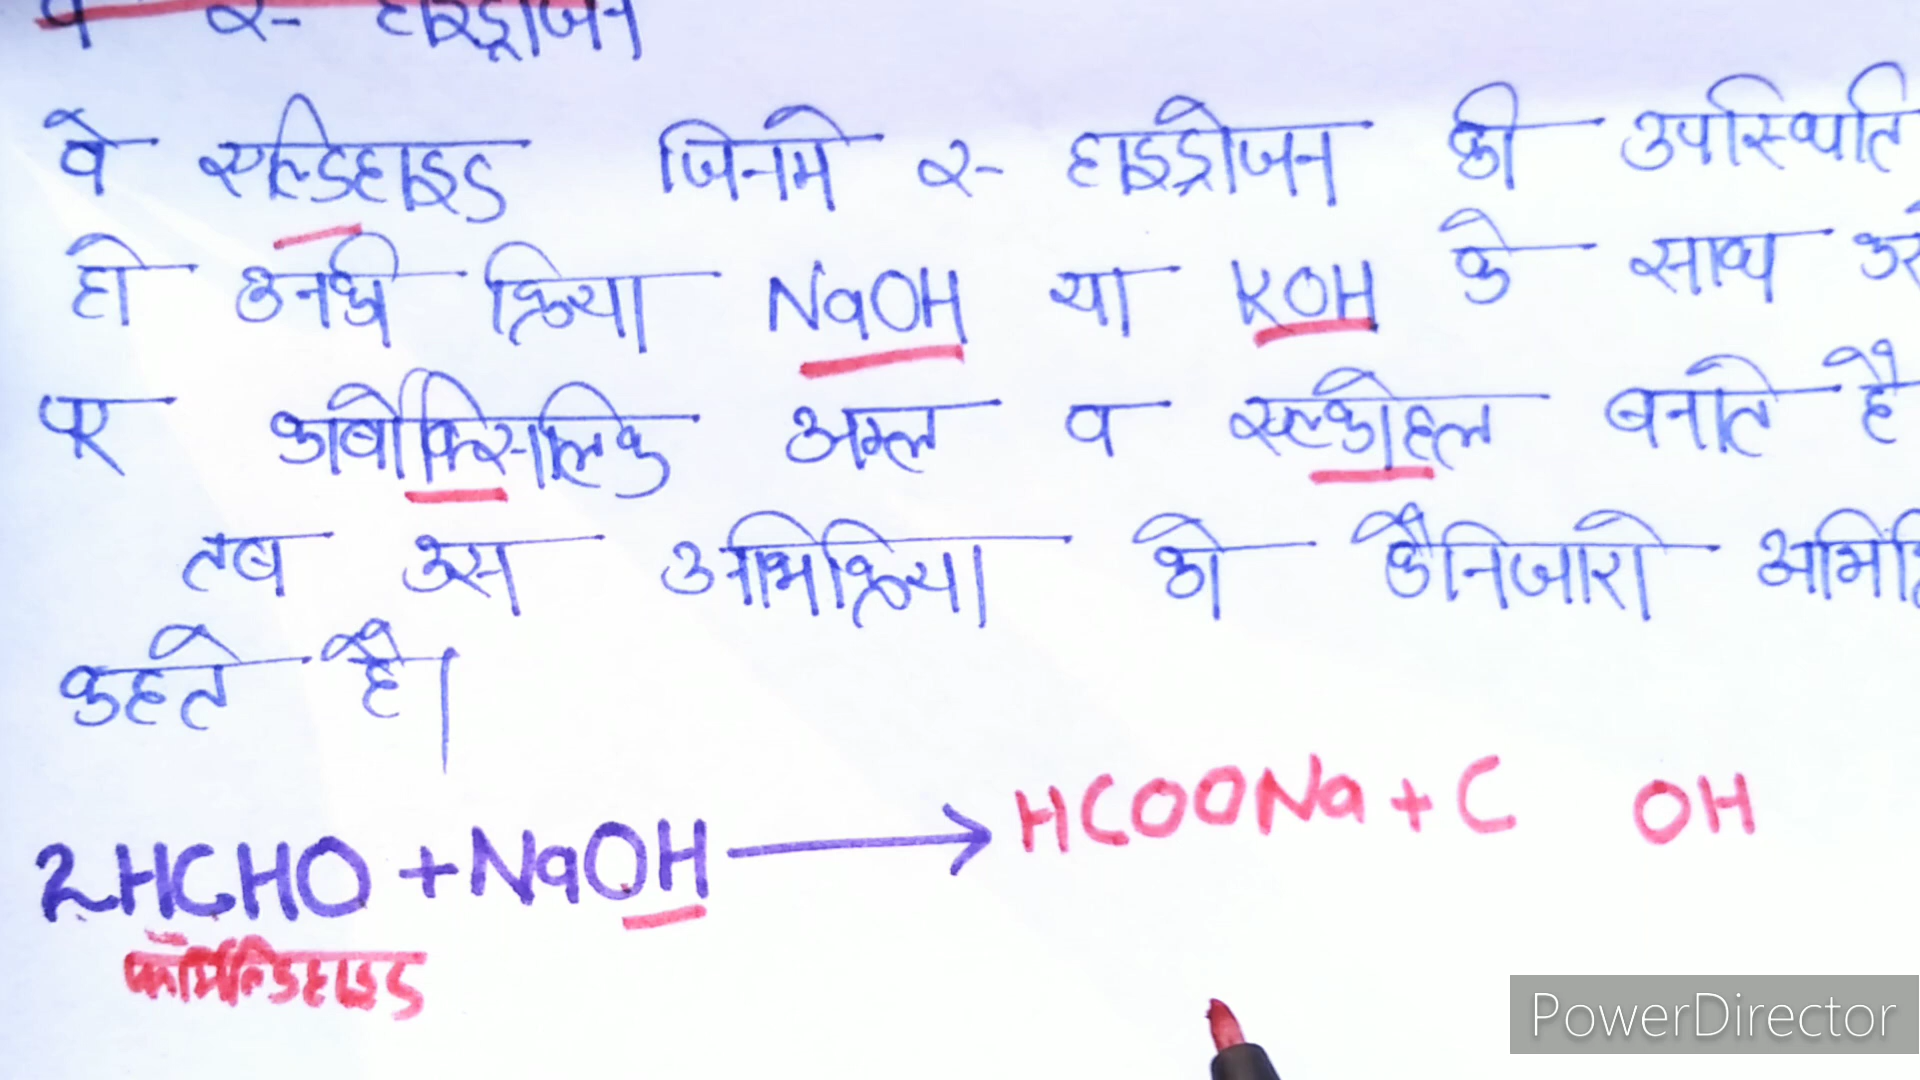 व α- हाइड्रोजन
वे एल्डिहाइड जिनमे α- हाइड्रोजन की उपस्थिति
हो उनकी क्रिया NaOH या KOH के साथ
पर कार्बोक्सिलिक अम्ल व एल्कोहल बनाते है
तब उस अभिक्रिया को कैनिजारो
कहते है।
2HCHO + NaOH ⟶ HCOONa + C OH
फॉर्मेल्डिहाइड
PowerDirector